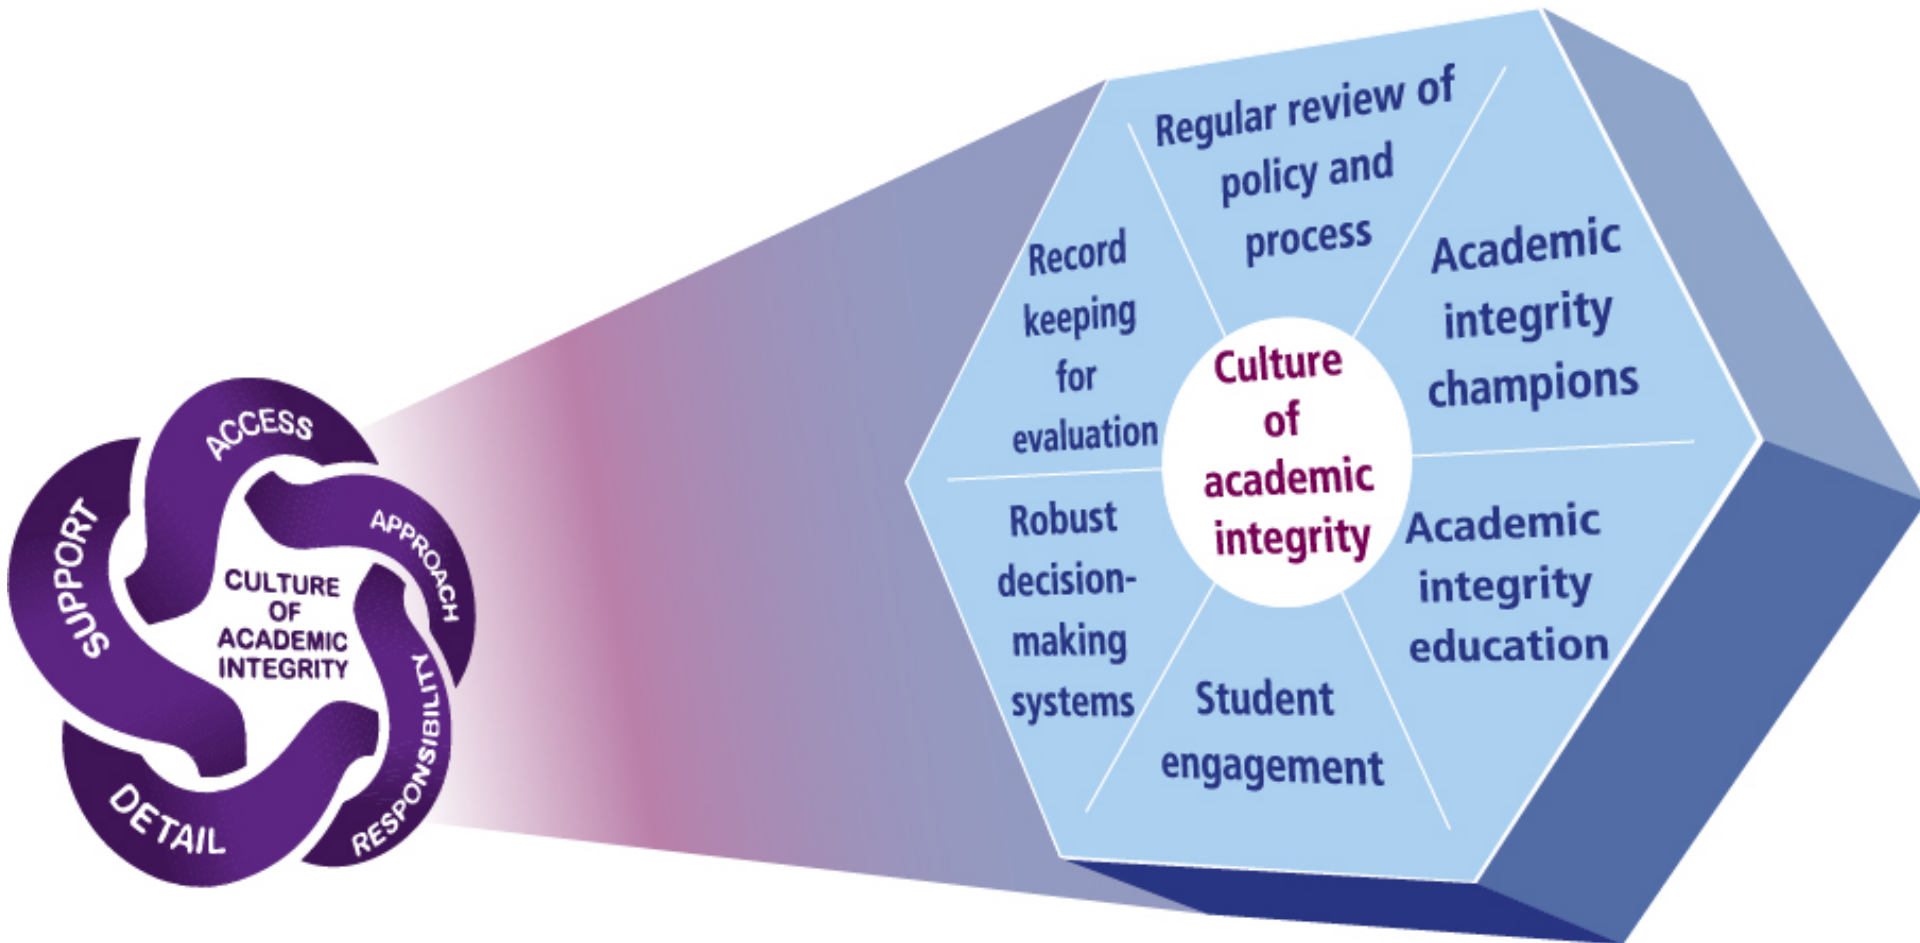 ACCESS
APPROACH
RESPONSIBILITY
DETAIL
SUPPORT
CULTURE
OF
ACADEMIC
INTEGRITY
Regular review of
policy and
process
Academic
integrity
champions
Academic
integrity
education
Student
engagement
Robust
decision-
making
systems
Record
keeping
for
evaluation
Culture
of
academic
integrity